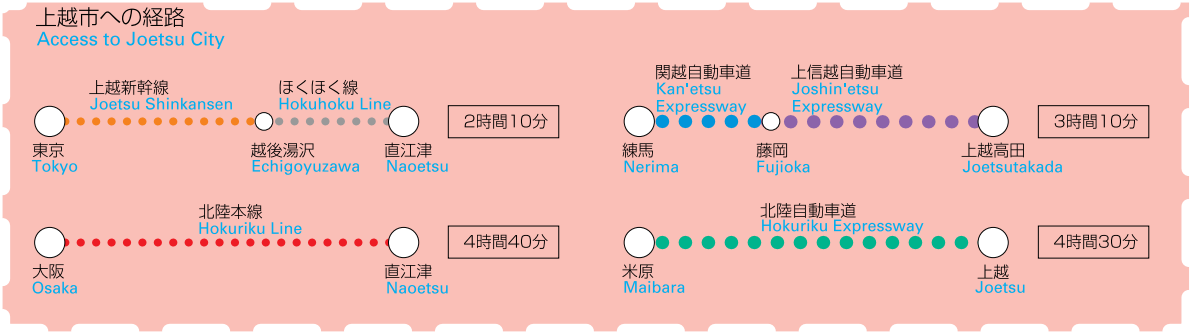 上越市への経路
Access to Joetsu City
上越新幹線
Joetsu Shinkansen
ほくほく線
Hokuhoku Line
東京
Tokyo
越後湯沢
Echigoyuzawa
直江津
Naoetsu
2時間10分
関越自動車道
Kan'etsu
Expressway
上信越自動車道
Joshin'etsu
Expressway
練馬
Nerima
藤岡
Fujioka
上越高田
Joetsutakada
3時間10分
北陸本線
Hokuriku Line
大阪
Osaka
直江津
Naoetsu
4時間40分
北陸自動車道
Hokuriku Expressway
米原
Maibara
上越
Joetsu
4時間30分